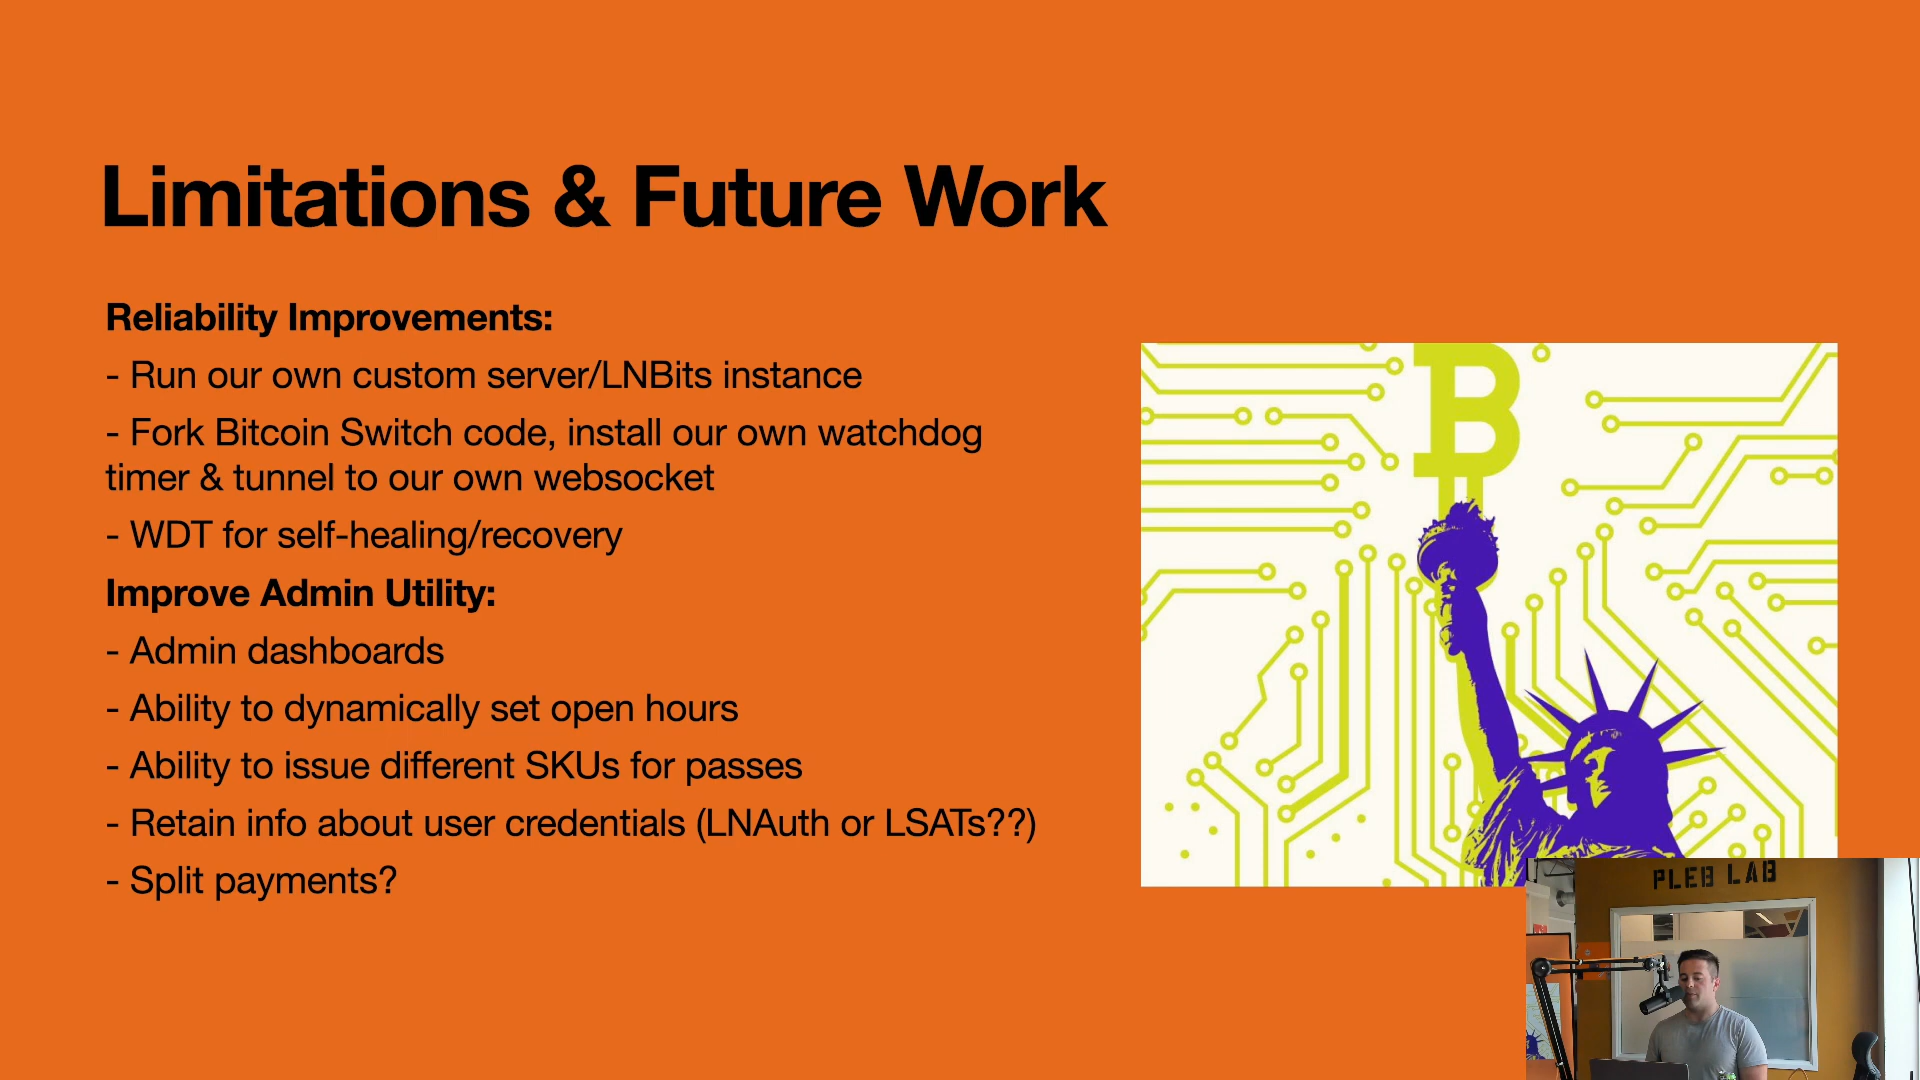 Limitations & Future Work
Reliability Improvements:
- Run our own custom server/LNBits instance
- Fork Bitcoin Switch code, install our own watchdog
timer & tunnel to our own websocket
- WDT for self-healing/recovery
Improve Admin Utility:
- Admin dashboards
- Ability to dynamically set open hours
- Ability to issue different SKUs for passes
- Retain info about user credentials (LNAuth or LSATs??)
- Split payments?
PLEB LAB